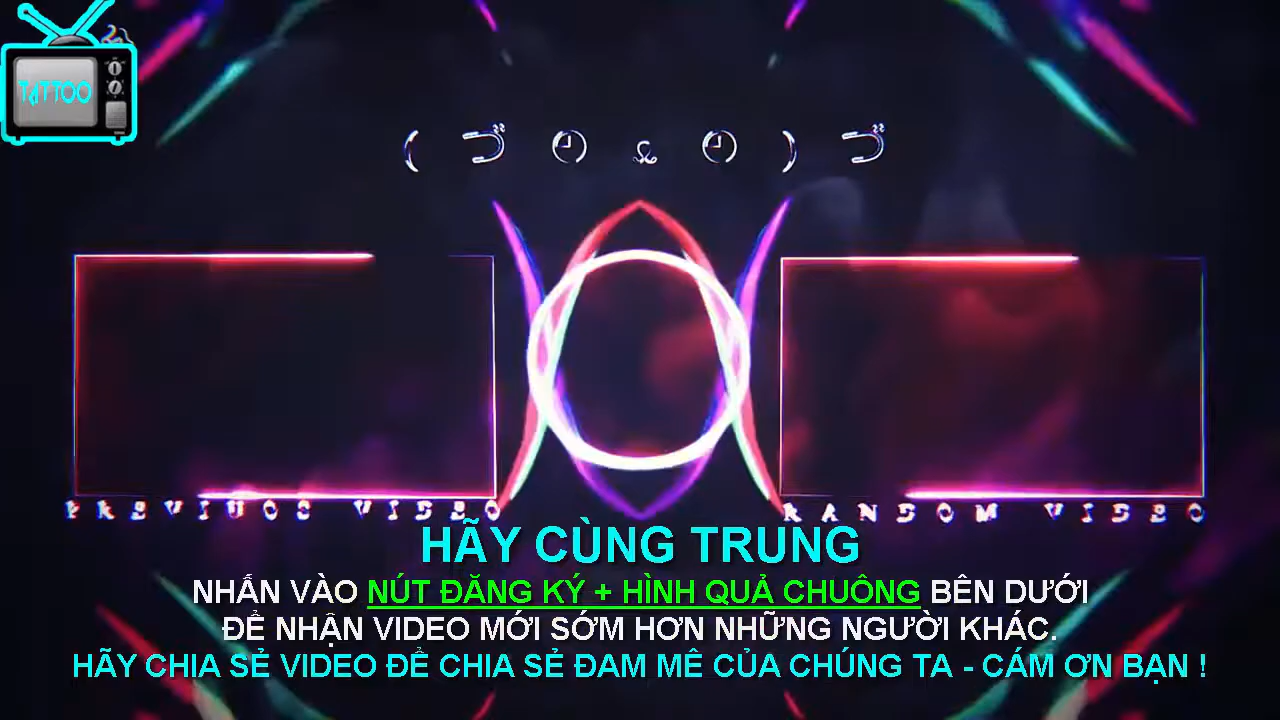 TATTOO
PREVIUOS VIDEO
RANDOM VIDEO
HÃY CÙNG TRUNG
NHẤN VÀO NÚT ĐĂNG KÝ + HÌNH QUẢ CHUÔNG BÊN DƯỚI
ĐỂ NHẬN VIDEO MỚI SỚM HƠN NHỮNG NGƯỜI KHÁC.
HÃY CHIA SẺ VIDEO ĐỂ CHIA SẺ ĐAM MÊ CỦA CHÚNG TA - CÁM ƠN BẠN !